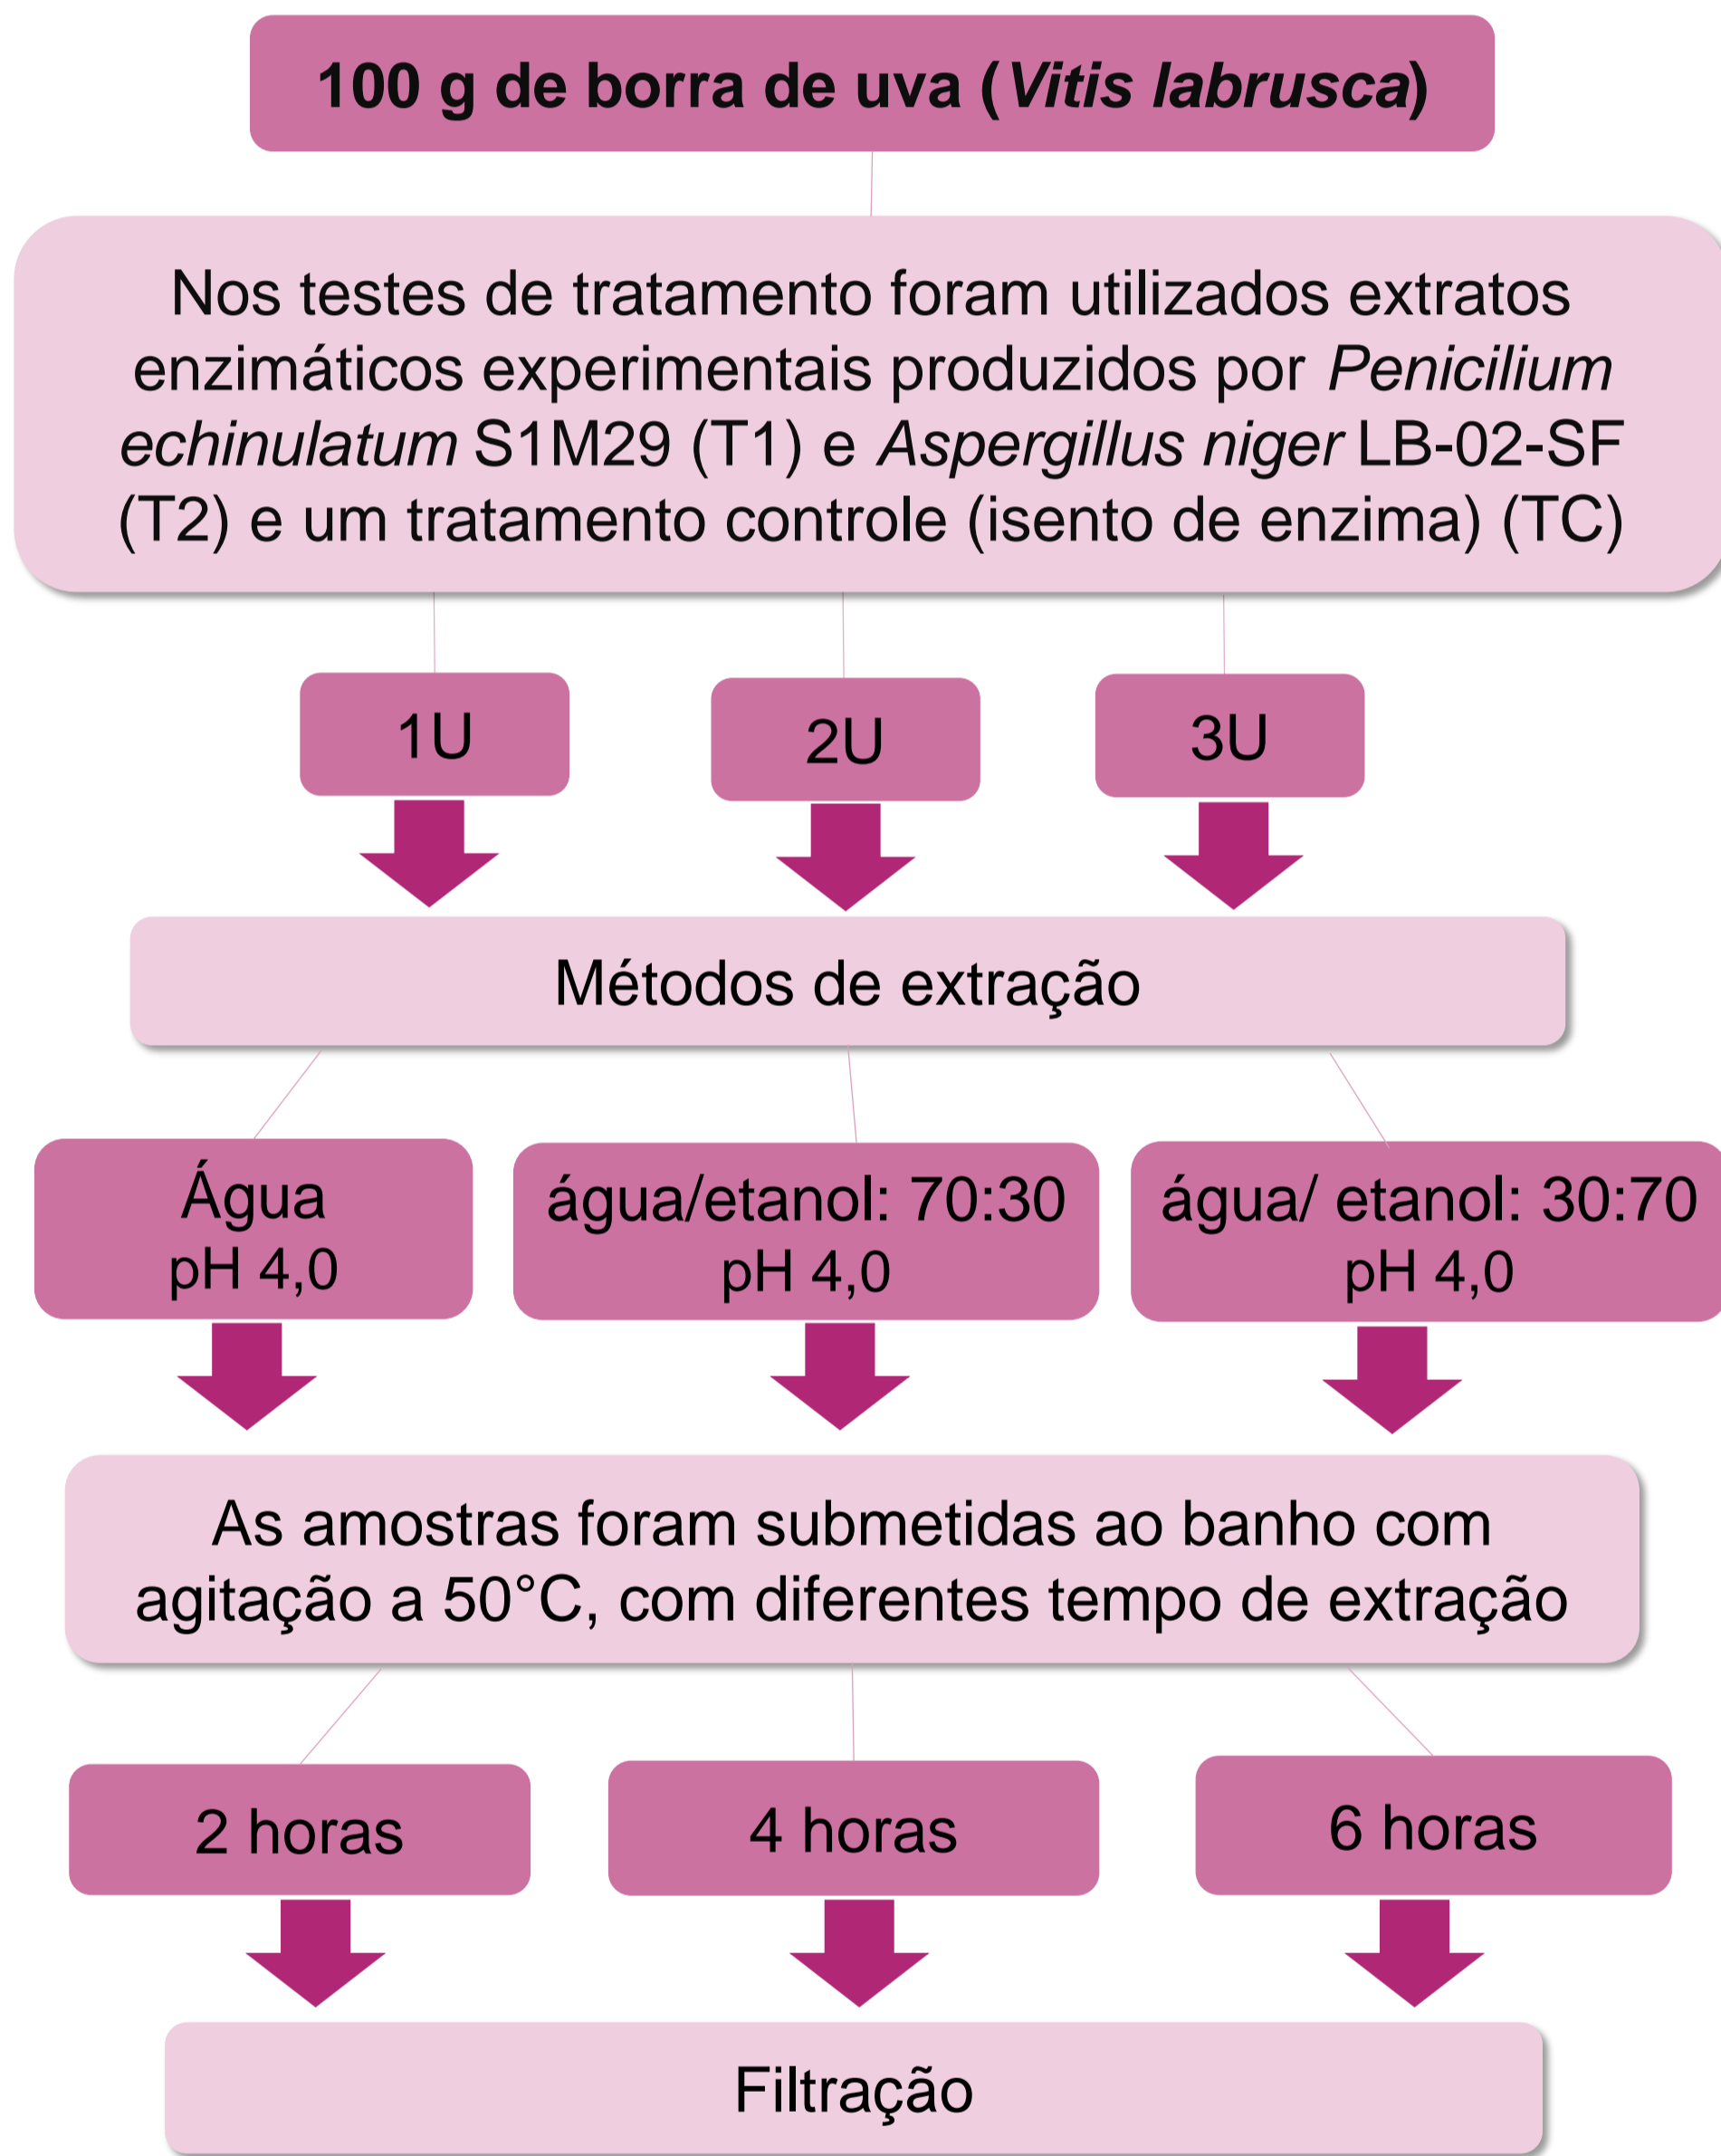 100 g de borra de uva (Vitis labrusca)
Nos testes de tratamento foram utilizados extratos
enzimáticos experimentais produzidos por Penicilium
echinulatum S1M29 (T1) e Aspergillus niger LB-02-SF
(T2) e um tratamento controle (isento de enzima) (TC)
1U
2U
3U
Métodos de extração
Água
pH 4,0
água/etanol: 70:30
pH 4,0
água/ etanol: 30:70
pH 4,0
As amostras foram submetidas ao banho com
agitação a 50°C, com diferentes tempo de extração
2 horas
4 horas
6 horas
Filtração